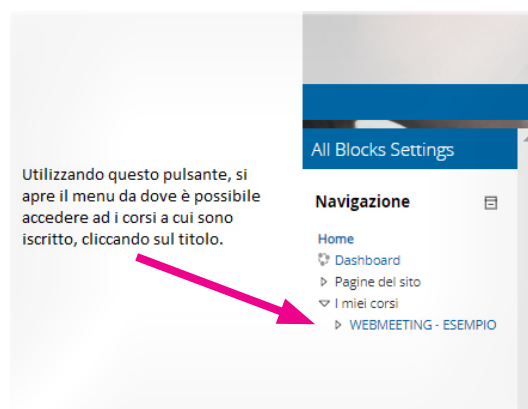 Utilizzando questo pulsante, si
apre il menu da dove è possibile
accedere ad i corsi a cui sono
iscritto, cliccando sul titolo.
All Blocks Settings
Navigazione
Home
Dashboard
Pagine del sito
I miei corsi
WEBMEETING - ESEMPIO